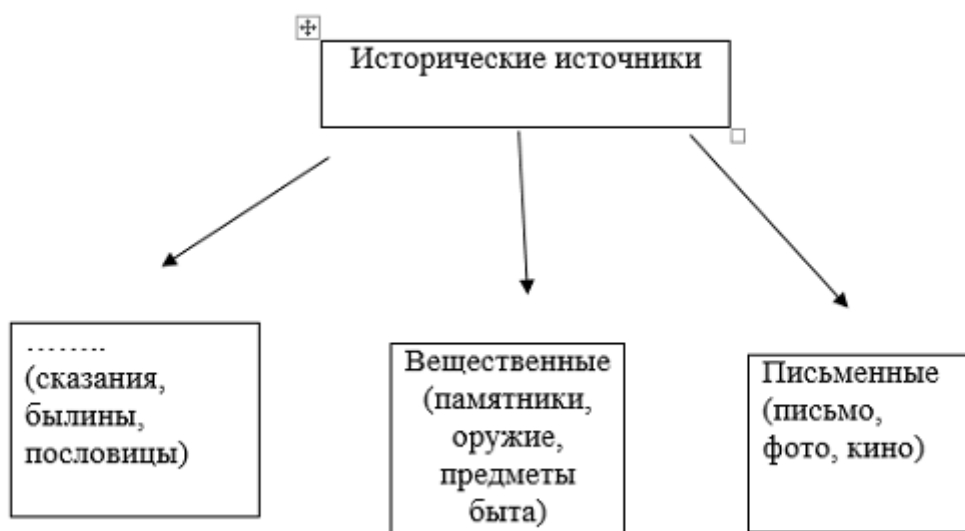 Исторические источники
........
(сказания,
былины,
пословицы)
Вещественные
(памятники,
оружие,
предметы
быта)
Письменные
(письмо,
фото, кино)